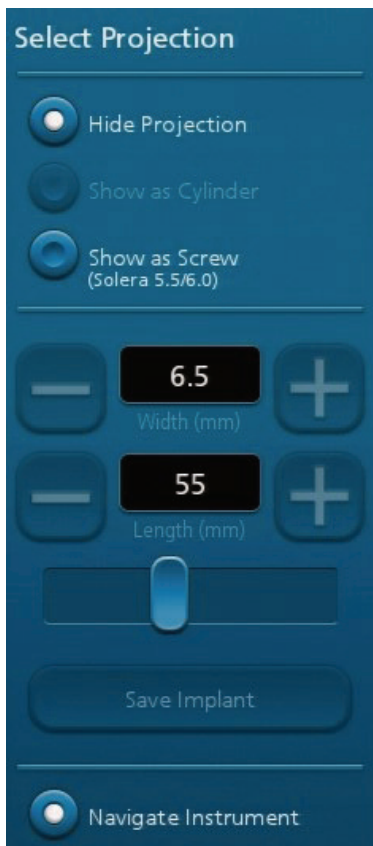 Select Projection
Hide Projection
Show as Cylinder
Show as Screw
(Solera 5.5/6.0)
6.5
Width (mm)
55
Length (mm)
Save Implant
Navigate Instrument